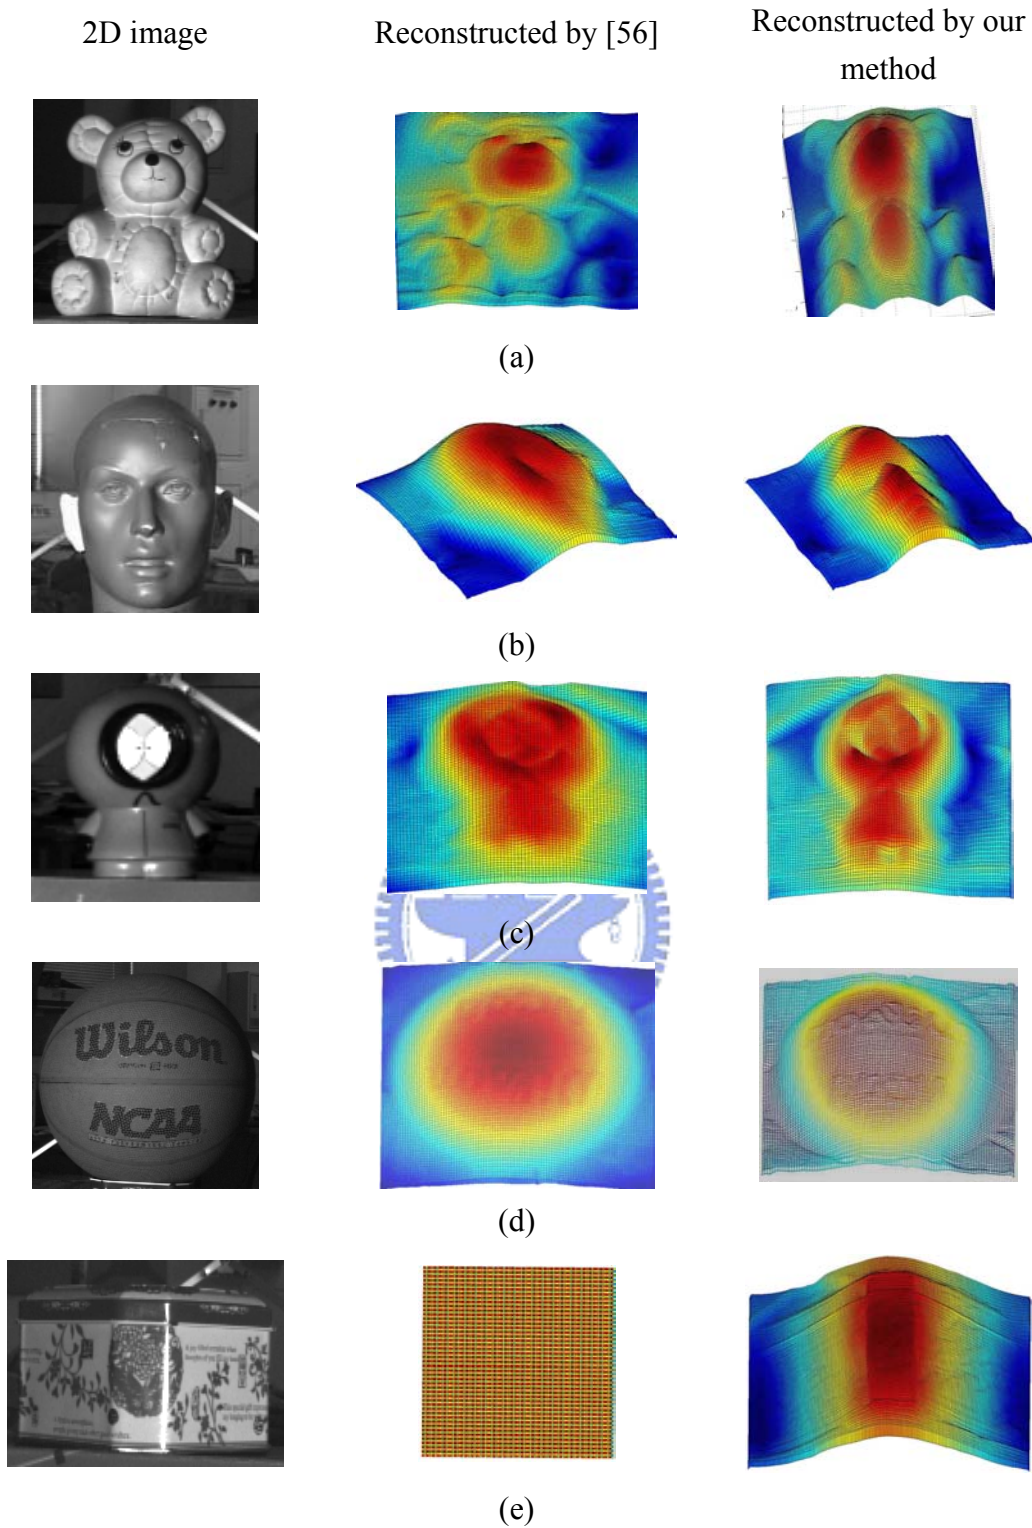 2D image
Reconstructed by [56]
Reconstructed by our
method
(a)
(b)
(c)
Wilson
NCAA
(d)
(e)